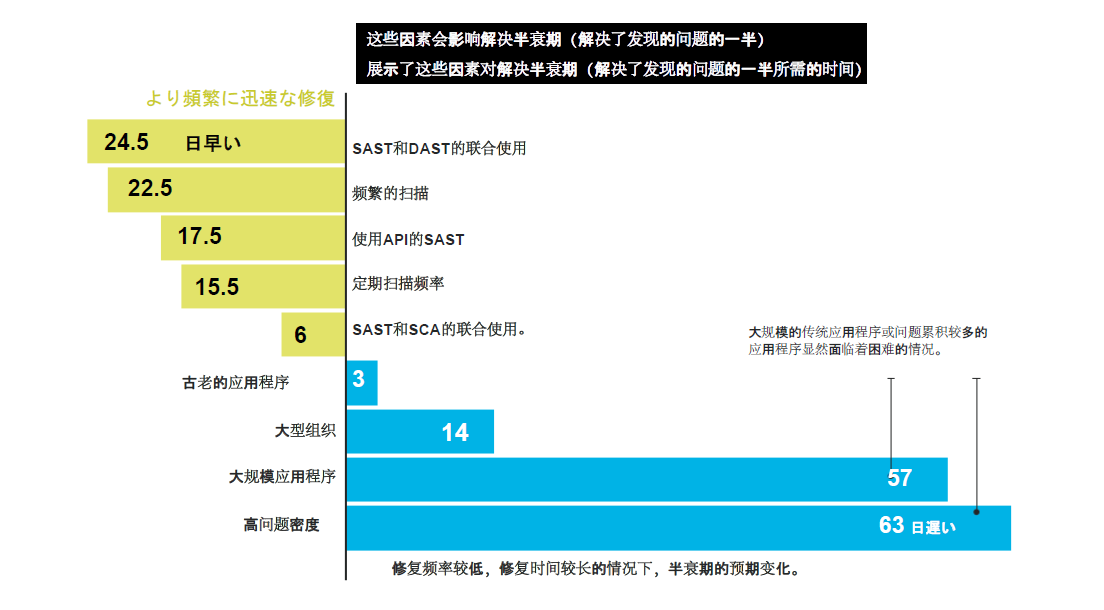 这些因素会影响解决半衰期（解决了发现的问题的一半）
展示了这些因素对解决半衰期（解决了发现的问题的一半所需的时间）
より頻繁に迅速な修復
24.5 日早い
SAST和DAST的联合使用
22.5
频繁的扫描
17.5
使用API的SAST
15.5
定期扫描频率
6
SAST和SCA的联合使用。
大规模的传统应用程序或问题累积较多的
应用程序显然面临着困难的情况。
古老的应用程序
3
大型组织
14
大规模应用程序
57
高问题密度
63 日遅い
修复频率较低，修复时间较长的情况下，半衰期的预期变化。